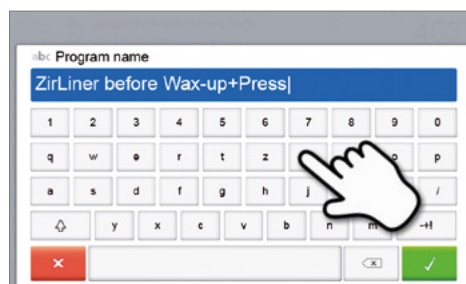 abc Program name
ZirLiner before Wax-up+Press
1 2 3 4 5 6 7 8 9 0
q w e r t z p
a s d f g h j /
y x c v b n m -+!